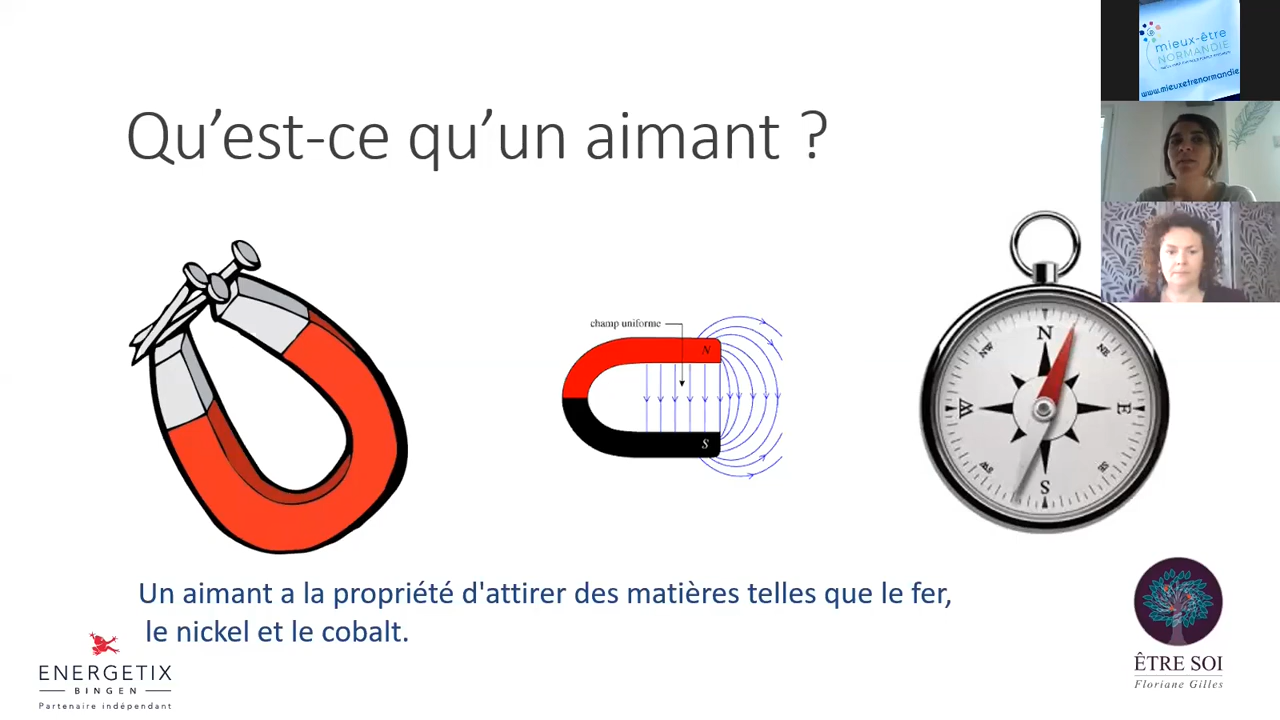 Qu’est-ce qu’un aimant ?
mieux-être
NORMANDIE
www.mieuxetrenormandie
champ uniforme
N
S
N
NE
E
SE
S
SW
W
NW
Un aimant a la propriété d'attirer des matières telles que le fer,
le nickel et le cobalt.
ENERGETIX
BINGEN
Partenaire indépendant
ÊTRE SOI
Floriane Gilles